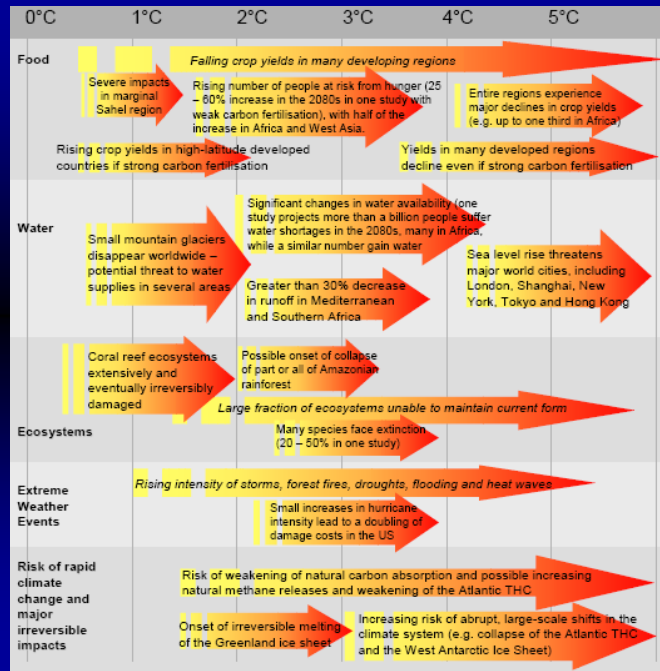 0°C 1°C 2°C 3°C 4°C 5°C
Food
Falling crop yields in many developing regions
Severe impacts
in marginal
Sahel region
Rising number of people at risk from hunger (25
– 60% increase in the 2080s in one study with
weak carbon fertilisation), with half of the
increase in Africa and West Asia.
Entire regions experience
major declines in crop yields
(e.g. up to one third in Africa)
Rising crop yields in high-latitude developed
countries if strong carbon fertilisation
Yields in many developed regions
decline even if strong carbon fertilisation
Water
Significant changes in water availability (one
study projects more than a billion people suffer
water shortages in the 2080s, many in Africa,
while a similar number gain water
Small mountain glaciers
disappear worldwide –
potential threat to water
supplies in several areas
Greater than 30% decrease
in runoff in Mediterranean
and Southern Africa
Sea level rise threatens
major world cities, including
London, Shanghai, New
York, Tokyo and Hong Kong
Coral reef ecosystems
extensively and
eventually irreversibly
damaged
Possible onset of collapse
of part or all of Amazonian
rainforest
Large fraction of ecosystems unable to maintain current form
Ecosystems
Many species face extinction
(20 – 50% in one study)
Extreme
Weather
Events
Rising intensity of storms, forest fires, droughts, flooding and heat waves
Small increases in hurricane
intensity lead to a doubling of
damage costs in the US
Risk of rapid
climate
change and
major
irreversible
impacts
Risk of weakening of natural carbon absorption and possible increasing
natural methane releases and weakening of the Atlantic THC
Onset of irreversible melting
of the Greenland ice sheet
Increasing risk of abrupt, large-scale shifts in the
climate system (e.g. collapse of the Atlantic THC
and the West Antarctic Ice Sheet)